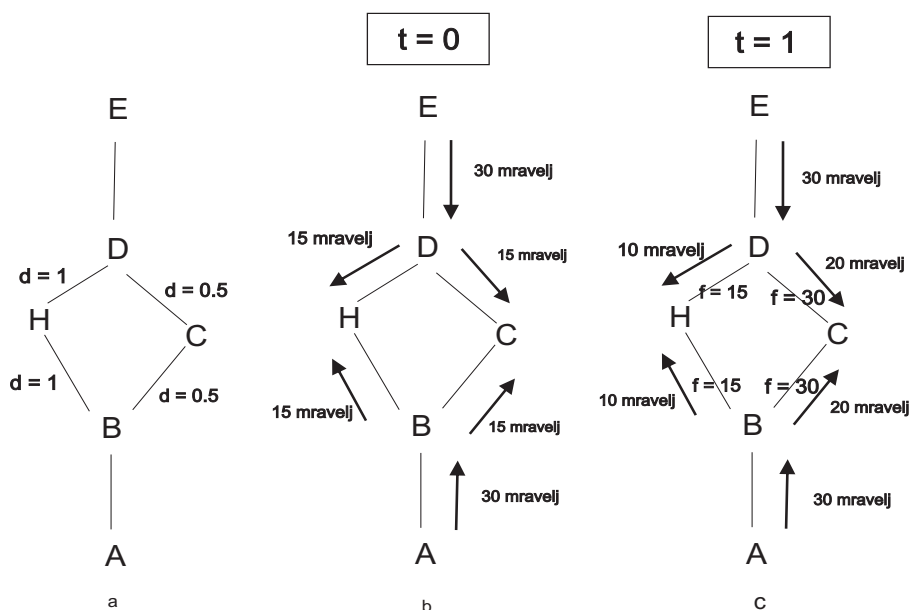 E
D
d = 1
d = 0.5
H
C
d = 1
d = 0.5
B
A
a
t = 0
E
30 mravelj
15 mravelj
D
15 mravelj
H
C
15 mravelj
B
15 mravelj
30 mravelj
A
b
t = 1
E
30 mravelj
10 mravelj
D
20 mravelj
f = 15
f = 30
H
C
f = 15
f = 30
10 mravelj
20 mravelj
B
30 mravelj
A
c